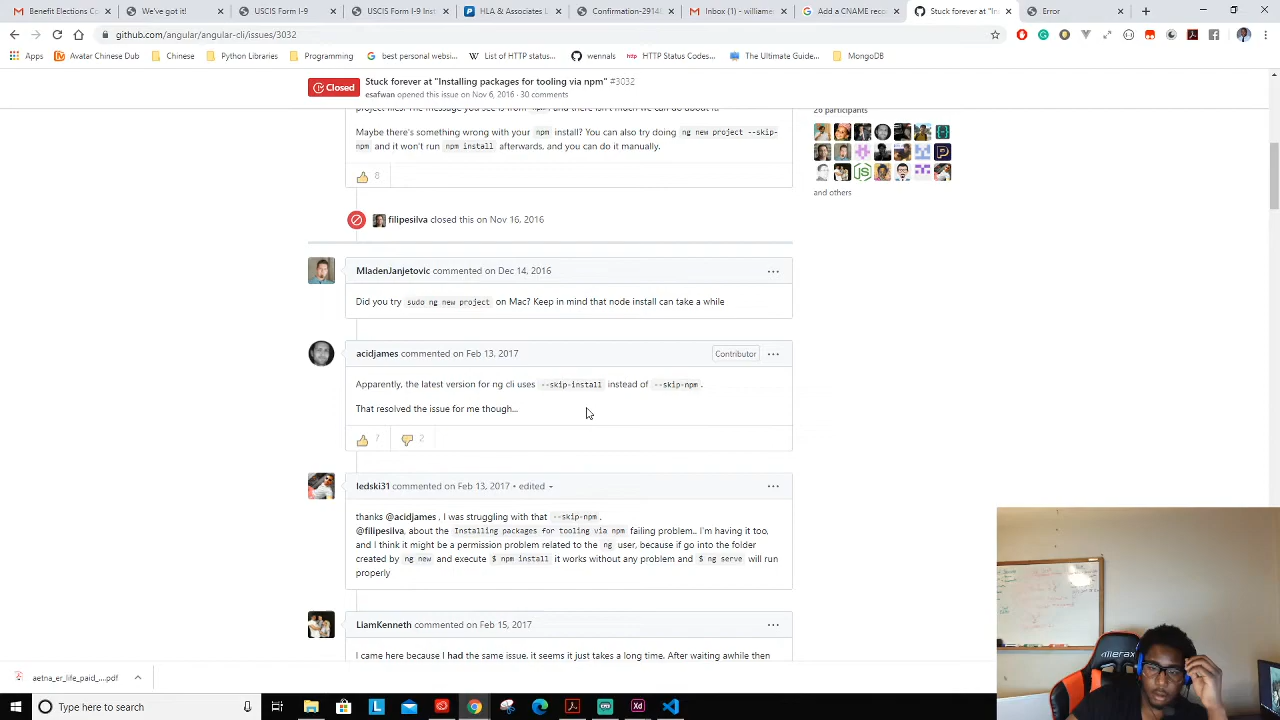 Benefit Elections Co
We've got it!
USCIS Form I-9
USCIS Form I-9 Inst
HLA & Associates L
Confirmation-2914
Inbox (1) - williame
Add a CNAME reco
Stuck forever at "In
Error
github.com/angular/angular-cli/issues/3032
Apps
Avatar Chinese Dub
Chinese
Python Libraries
Programming
best personal websi...
List of HTTP status...
wernals
HTTP Status Codes...
The Ultimate Guide...
MongoDB
Closed
Stuck forever at "Installing packages for tooling via npm" #3032
esafwan opened this issue on Nov 6, 2016 · 30 comments
26 participants
Maybe there's something wrong with your npm install? You can also try doing ng new project --skip-
npm and it won't run npm install afterwards, and you can do it manually.
8
and others
filipesilva closed this on Nov 16, 2016
MladenJanjetovic commented on Dec 14, 2016
Did you try sudo ng new project on Mac? Keep in mind that node install can take a while
acidjames commented on Feb 13, 2017
Contributor
Apparently, the latest version for ng cli uses --skip-install instead of --skip-npm.
That resolved the issue for me though...
7
2
ledski31 commented on Feb 13, 2017 • edited
thanks @acidjames , I was struggling with that --skip-npm.
@filipesilva, about the Installing packages for tooling via npm failing problem.. I'm having it too,
and I think it might be a permission problem related to the ng user, because if go into the folder
created by ng new and execute $ npm install it works without any problem and $ ng serve will run
properly
LiamKenneth commented on Feb 15, 2017
I came here because I had the same issue, it seems it just takes a long time. After waiting awhile then
aetna_er_life_paid_....pdf
Type here to search
merax